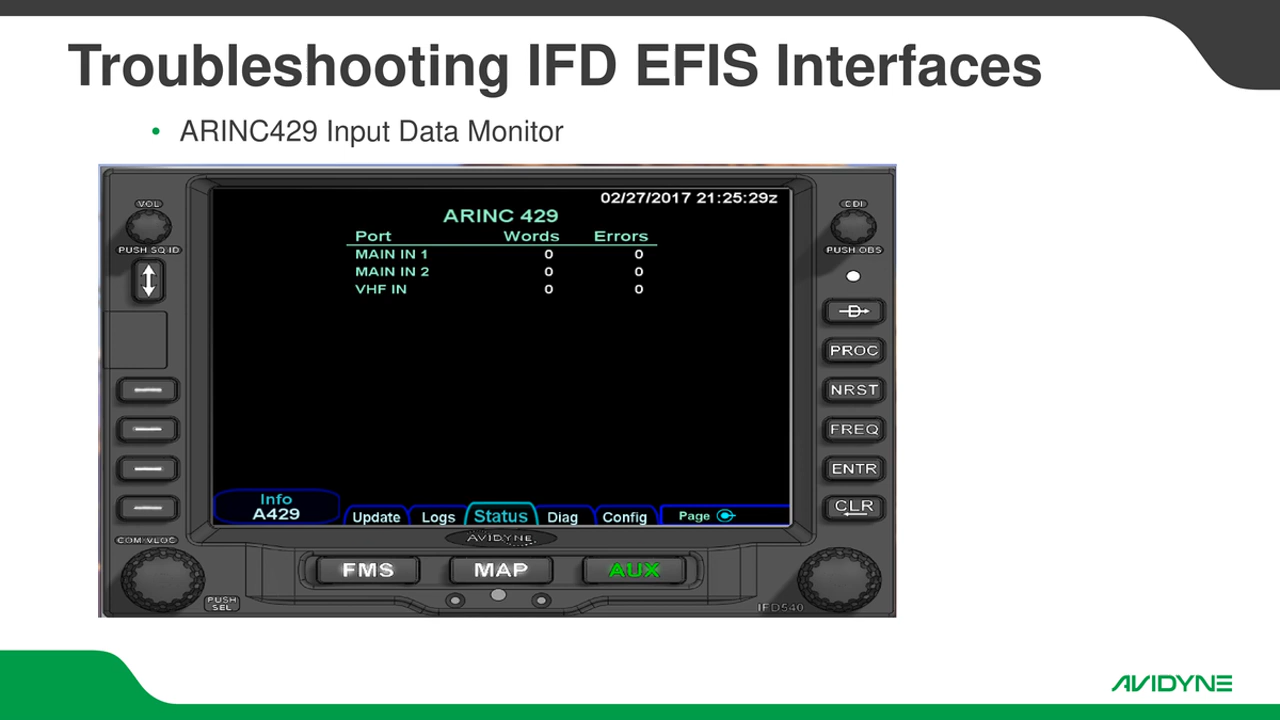 Troubleshooting IFD EFIS Interfaces
• ARINC429 Input Data Monitor
02/27/2017 21:25:29z
ARINC 429
Port Words Errors
MAIN IN 1 0 0
MAIN IN 2 0 0
VHF IN 0 0
Info
A429
Update Logs Status Diag Config Page
VOL
PUSH SQ ID
COM/VLOC
PUSH
SEL
CDI
PUSH OBS
D
PROC
NRST
FREQ
ENTR
CLR
AVIDYNE
FMS MAP AUX
IFD540
AVIDYNE